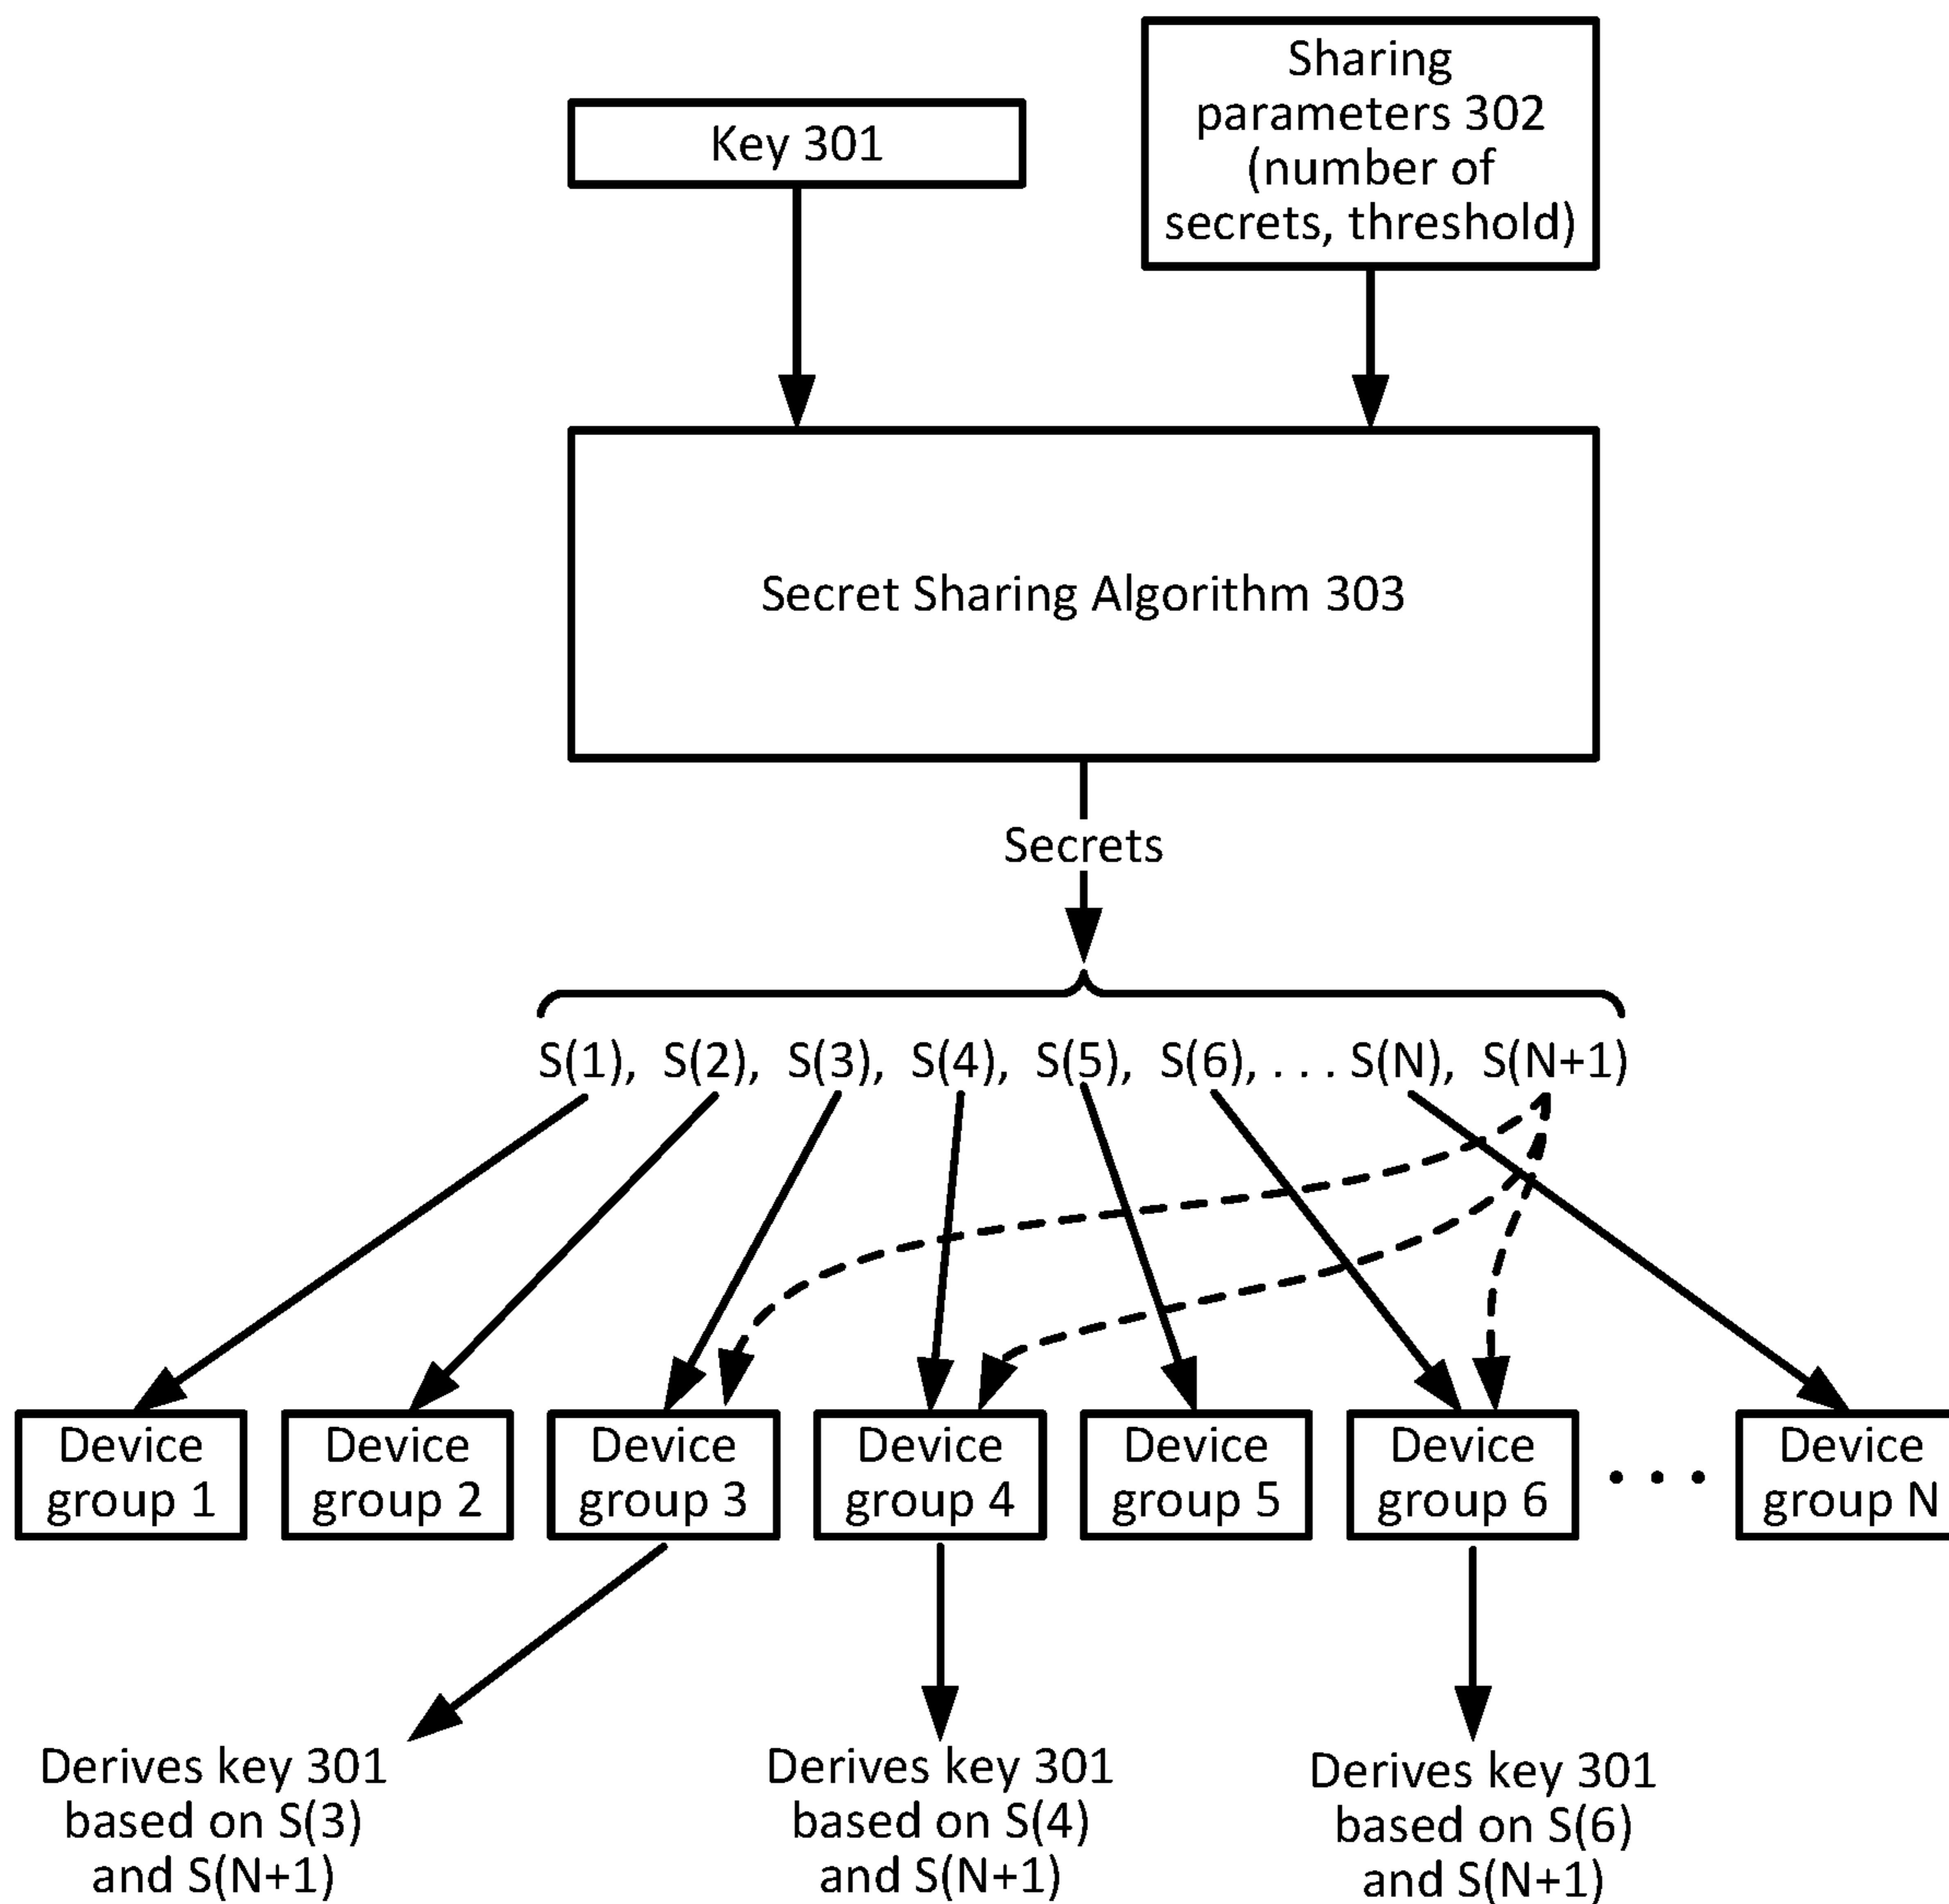 Key 301
Sharing
parameters 302
(number of
secrets, threshold)
Secret Sharing Algorithm 303
Secrets
S(1), S(2), S(3), S(4), S(5), S(6), . . . S(N), S(N+1)
Device
group 1
Device
group 2
Device
group 3
Device
group 4
Device
group 5
Device
group 6
• • •
Device
group N
Derives key 301
based on S(3)
and S(N+1)
Derives key 301
based on S(4)
and S(N+1)
Derives key 301
based on S(6)
and S(N+1)